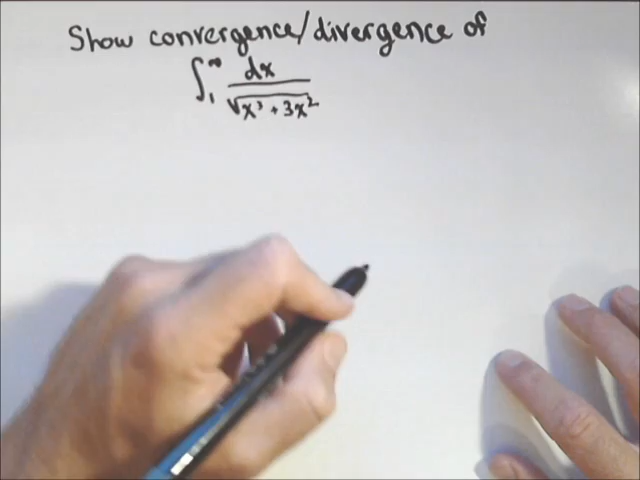 Show convergence/divergence of
∫₁^∞ dx / √(x³ + 3x²)